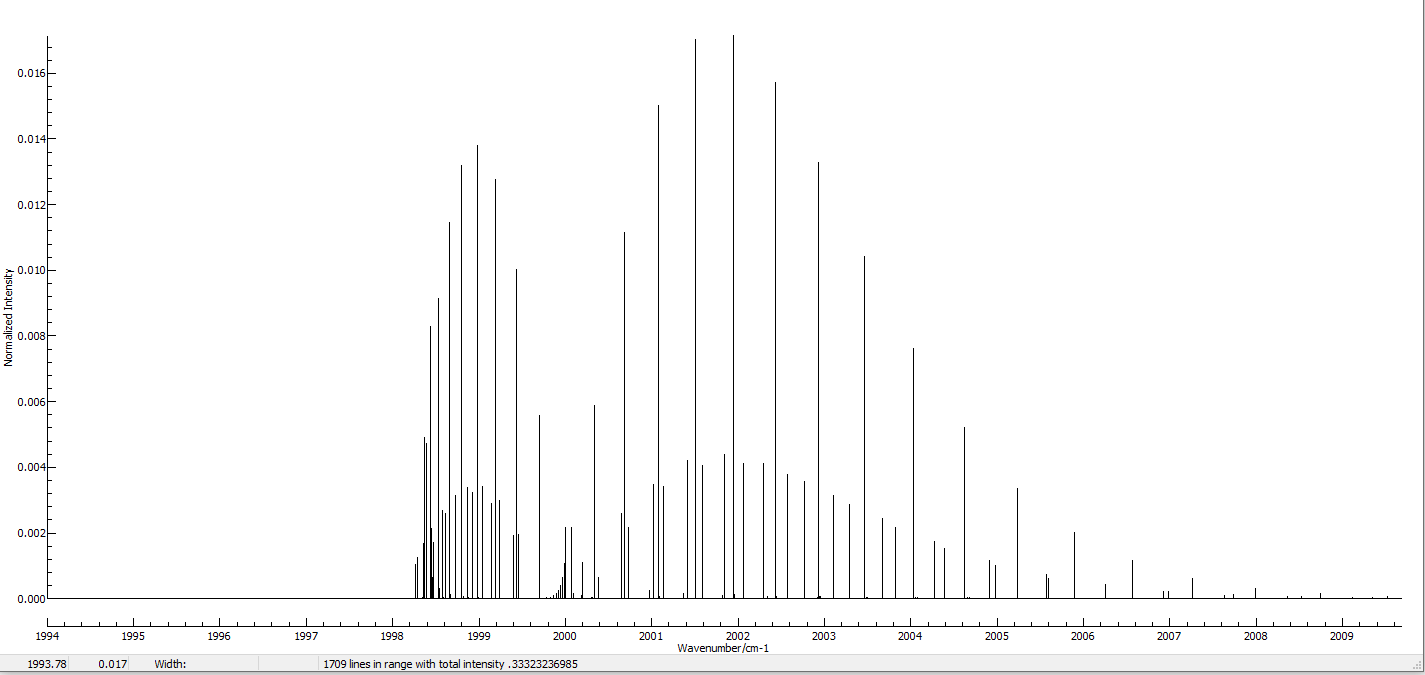 0.016
0.014
0.012
0.010
0.008
0.006
0.004
0.002
0.000
Normalized Intensity
1994 1995 1996 1997 1998 1999 2000 2001 2002 2003 2004 2005 2006 2007 2008 2009
Wavenumber/cm-1
1993.78 0.017 Width: 1709 lines in range with total intensity .33323236985